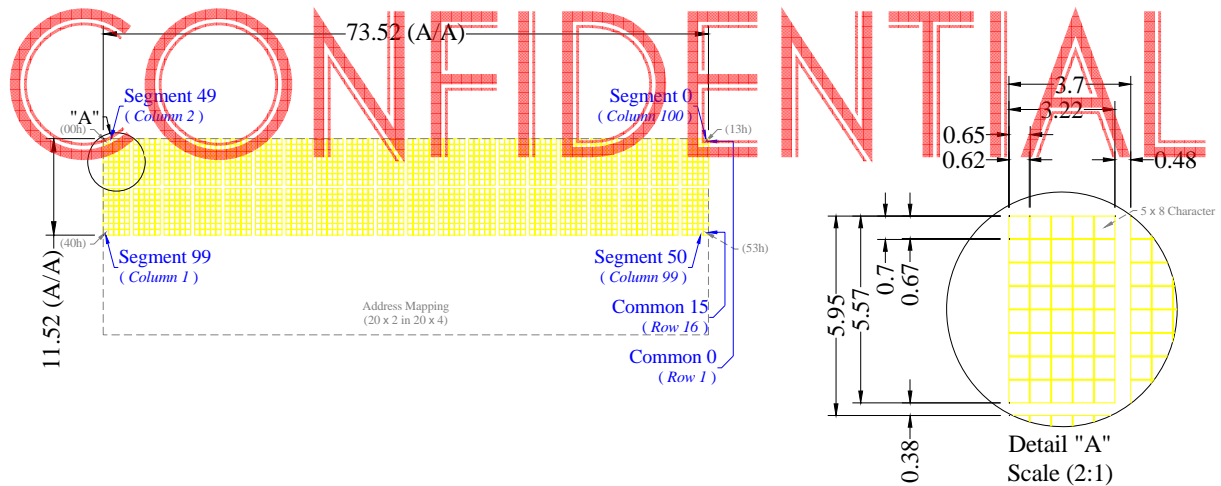 CONFIDENTIAL
73.52 (A/A)
Segment 49
( Column 2 )
Segment 0
( Column 100 )
"A"
(00h)
(13h)
11.52 (A/A)
(40h)
(53h)
Segment 99
( Column 1 )
Segment 50
( Column 99 )
Address Mapping
(20 x 2 in 20 x 4)
Common 15
( Row 16 )
Common 0
( Row 1 )
3.7
3.22
0.65
0.62
0.48
5 x 8 Character
0.7
0.67
5.95
5.57
0.38
Detail "A"
Scale (2:1)